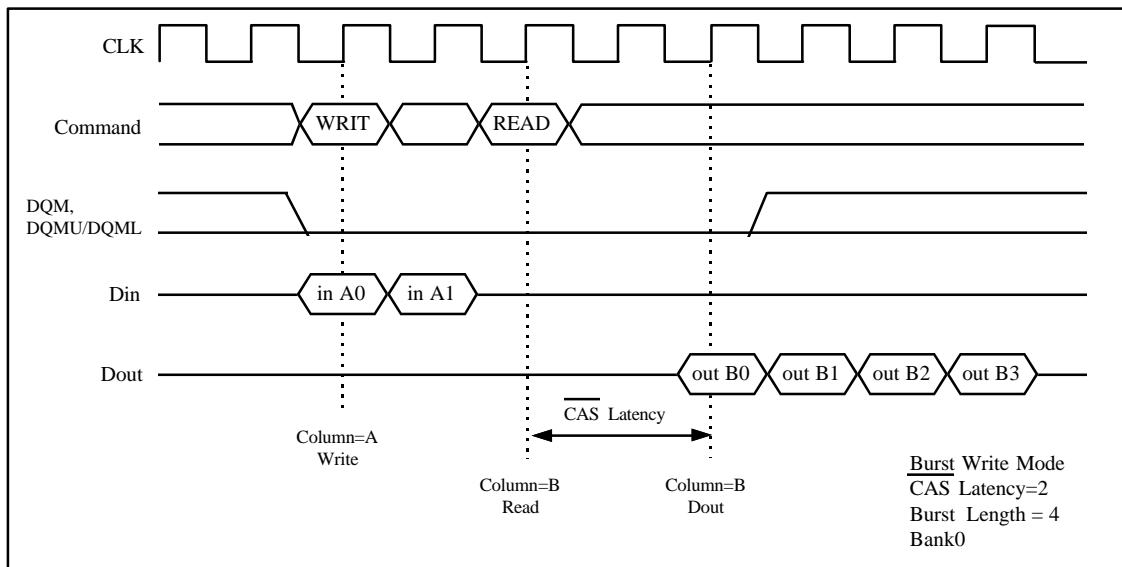 CLK
Command
WRIT
READ
DQM,
DQMU/DQML
Din
in A0
in A1
Dout
out B0
out B1
out B2
out B3
CAS Latency
Column=A
Write
Column=B
Read
Column=B
Dout
Burst Write Mode
CAS Latency=2
Burst Length = 4
Bank0